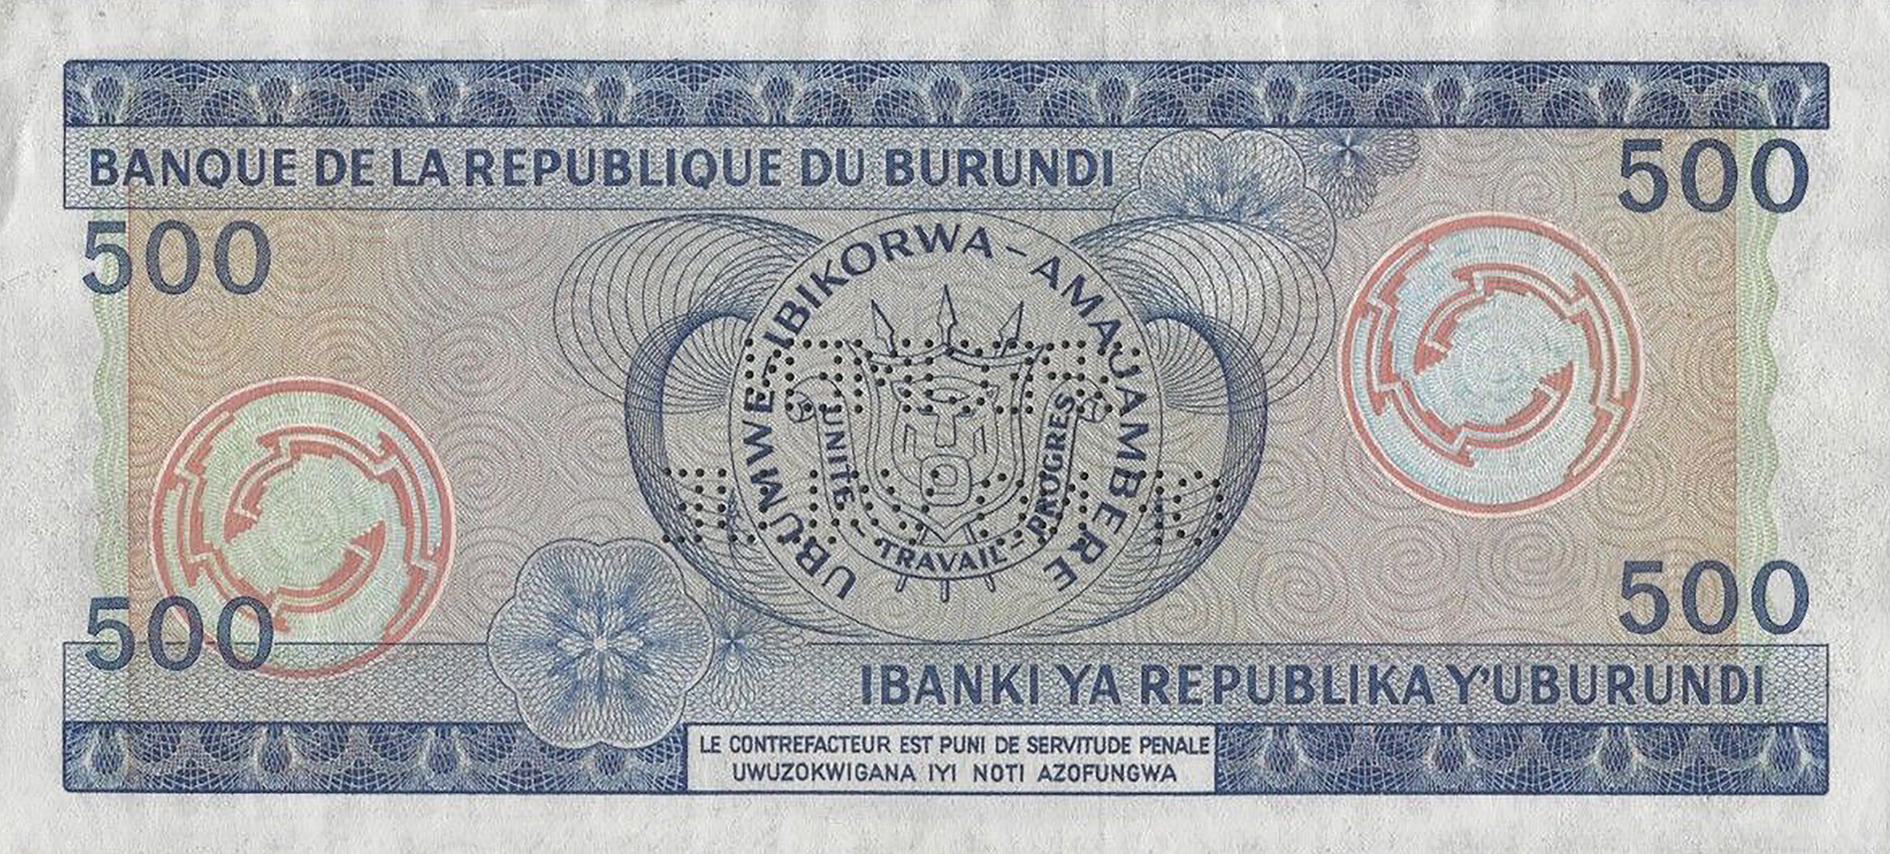 BANQUE DE LA REPUBLIQUE DU BURUNDI
500
500
UBUMWE-IBIKORWA-AMAJAMBERE
UNITE - TRAVAIL - PROGRES
500
500
IBANKI YA REPUBLIKA Y'UBURUNDI
LE CONTREFACTEUR EST PUNI DE SERVITUDE PENALE
UWUZOKWIGANA IYI NOTI AZOFUNGWA